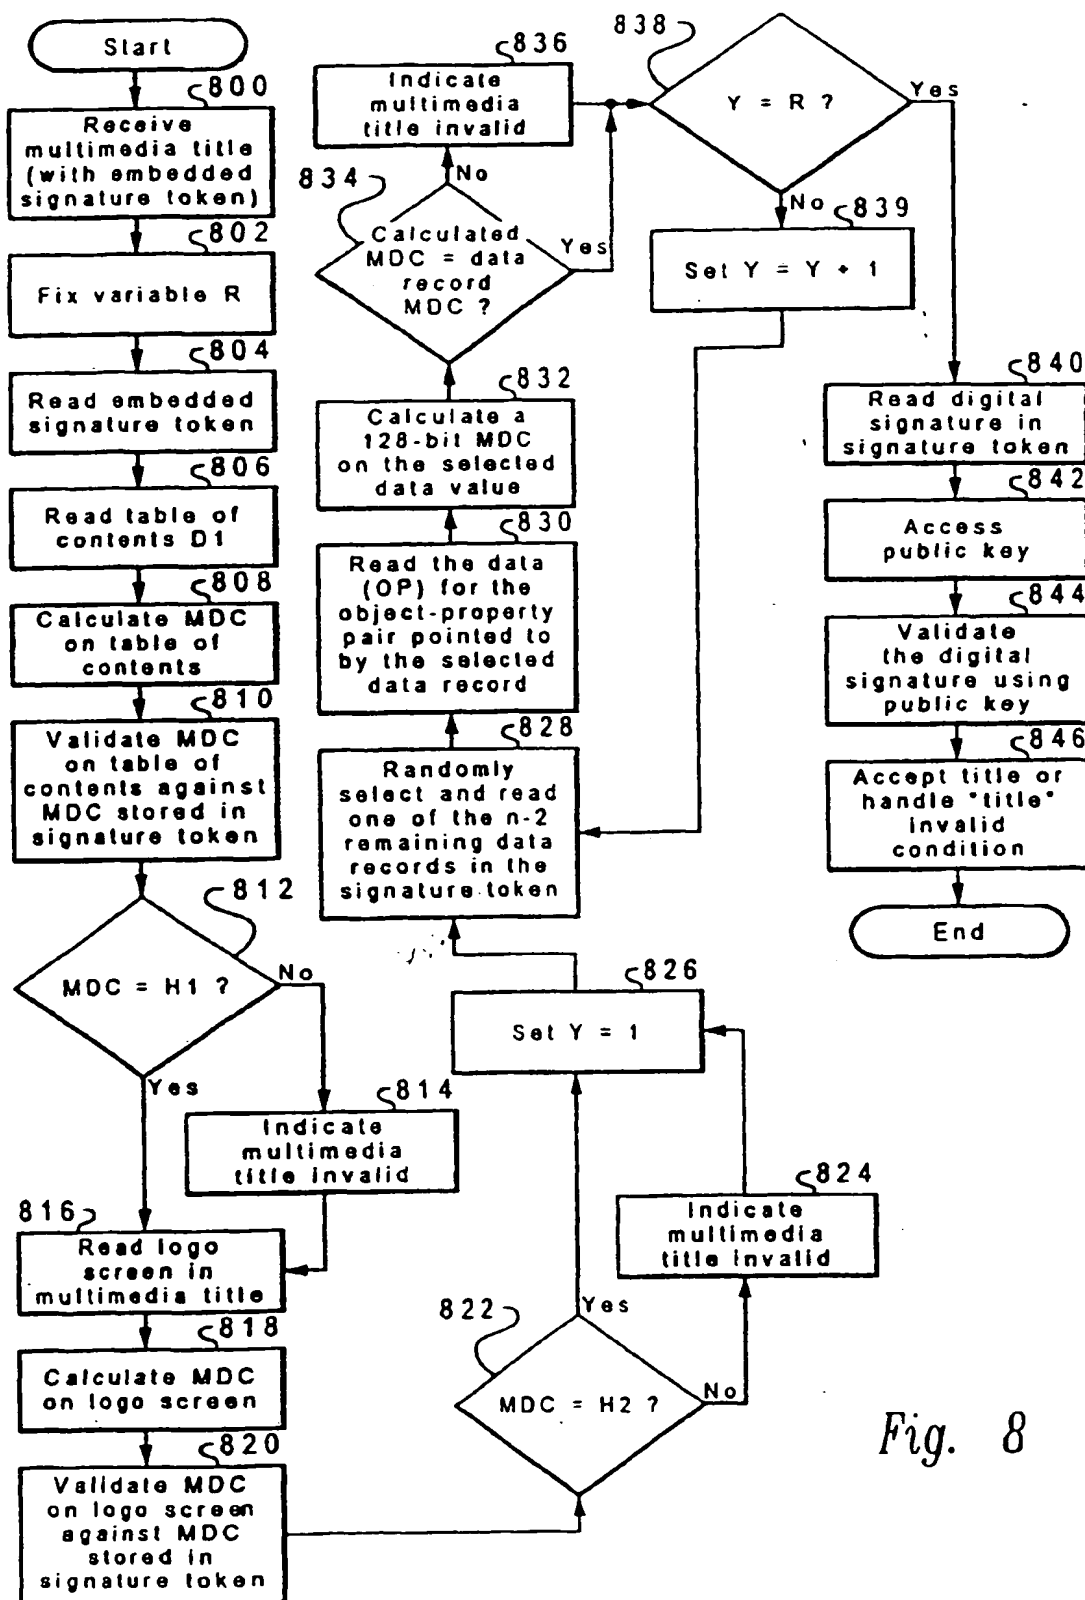 Start
800
Receive
multimedia title
(with embedded
signature token)
802
Fix variable R
804
Read embedded
signature token
806
Read table of
contents D1
808
Calculate MDC
on table of
contents
810
Validate MDC
on table of
contents against
MDC stored in
signature token
812
MDC = H1 ?
No
Yes
814
Indicate
multimedia
title invalid
816
Read logo
screen in
multimedia title
818
Calculate MDC
on logo screen
820
Validate MDC
on logo screen
against MDC
stored in
signature token
822
MDC = H2 ?
Yes
No
824
Indicate
multimedia
title invalid
826
Set Y = 1
828
Randomly
select and read
one of the n-2
remaining data
records in the
signature token
830
Read the data
(OP) for the
object-property
pair pointed to
by the selected
data record
832
Calculate a
128-bit MDC
on the selected
data value
834
Calculated
MDC = data
record
MDC ?
No
Yes
836
Indicate
multimedia
title invalid
838
Y = R ?
Yes
No
839
Set Y = Y + 1
840
Read digital
signature in
signature token
842
Access
public key
844
Validate
the digital
signature using
public key
846
Accept title or
handle "title"
invalid
condition
End
Fig. 8